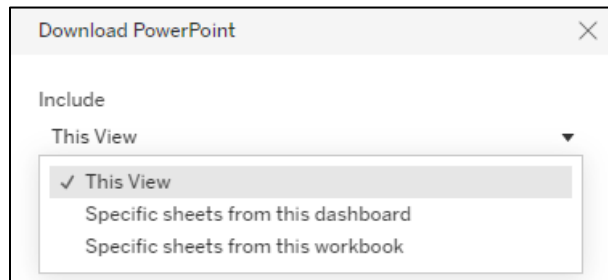 Download PowerPoint
Include
This View
This View
Specific sheets from this dashboard
Specific sheets from this workbook